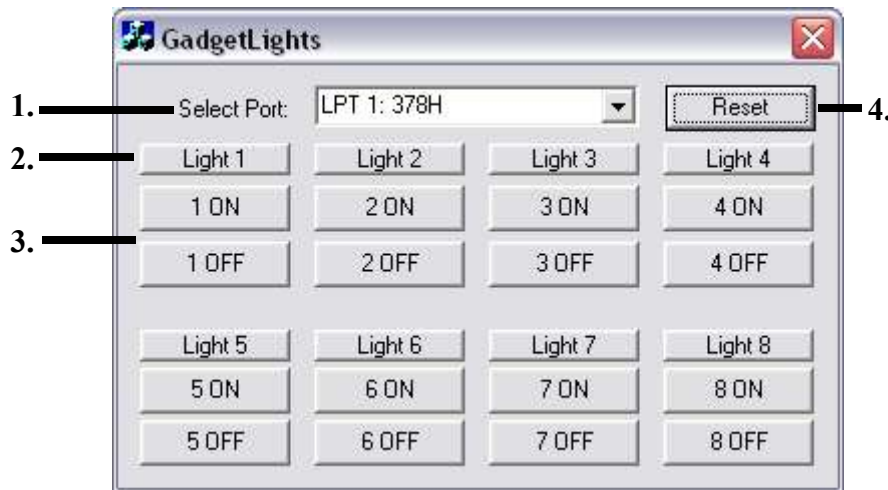 GadgetLights
1. Select Port: LPT 1: 378H Reset 4.
2. Light 1 Light 2 Light 3 Light 4
1 ON 2 ON 3 ON 4 ON
3.
1 OFF 2 OFF 3 OFF 4 OFF
Light 5 Light 6 Light 7 Light 8
5 ON 6 ON 7 ON 8 ON
5 OFF 6 OFF 7 OFF 8 OFF